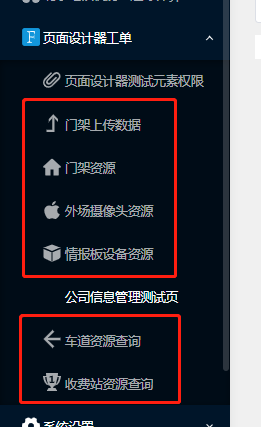 页面设计器工单
页面设计器测试元素权限
门架上传数据
门架资源
外场摄像头资源
情报板设备资源
公司信息管理测试页
车道资源查询
收费站资源查询
系统设置